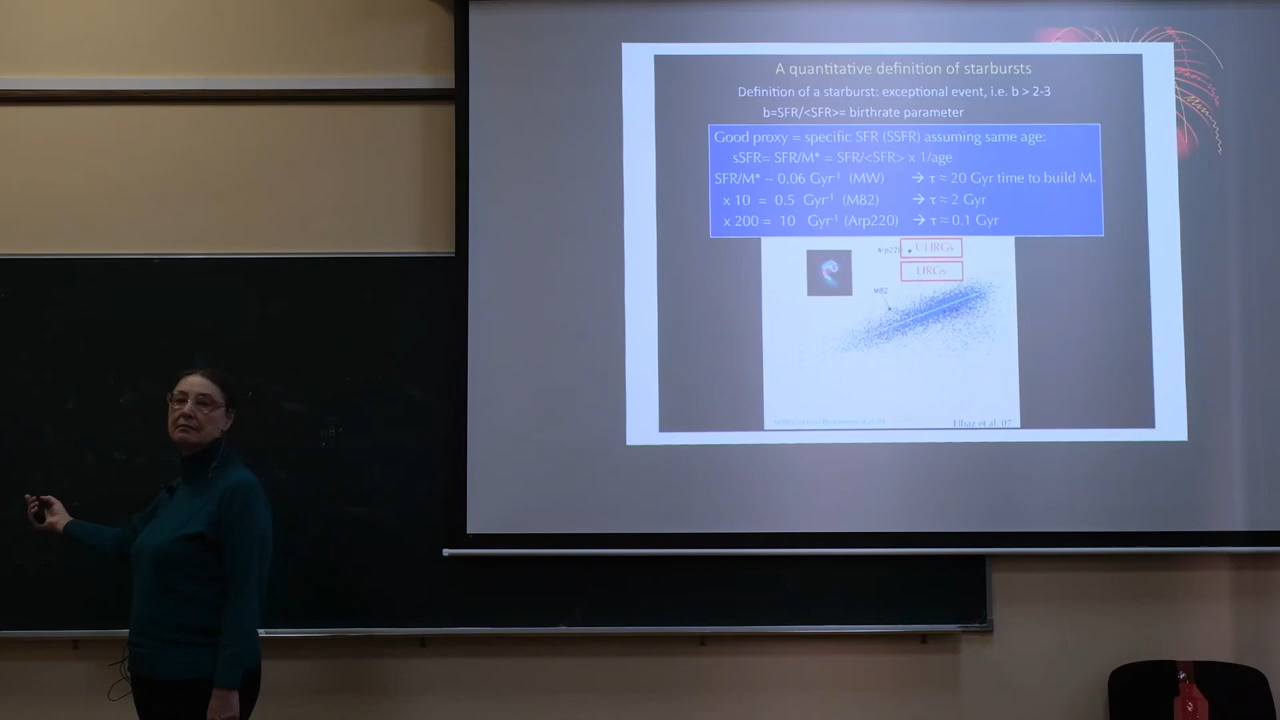 A quantitative definition of starbursts
Definition of a starburst: exceptional event, i.e. b > 2-3
b=SFR/<SFR>= birthrate parameter
Good proxy = specific SFR (SSFR) assuming same age:
sSFR= SFR/M* = SFR/<SFR> x 1/age
SFR/M* ~ 0.06 Gyr⁻¹ (MW) → τ ≈ 20 Gyr time to build M*
x 10 = 0.5 Gyr⁻¹ (M82) → τ ≈ 2 Gyr
x 200 = 10 Gyr⁻¹ (Arp220) → τ ≈ 0.1 Gyr
Arp220 ULIRGs
LIRGs
M82
Elbaz et al. 07